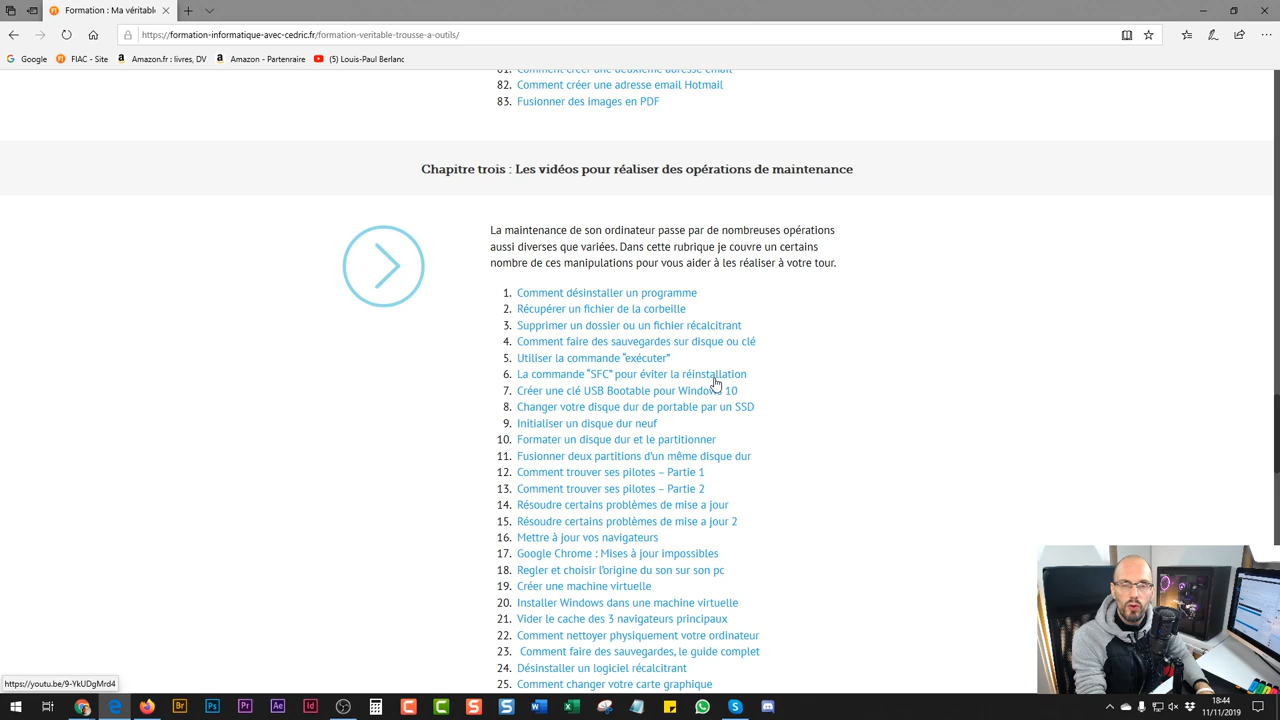 Formation : Ma véritabl
https://formation-informatique-avec-cedric.fr/formation-veritable-trousse-a-outils/
Google
FIAC - Site
Amazon.fr : livres, DV
Amazon - Partenraire
(5) Louis-Paul Berlanc
81. Comment créer une deuxième adresse email
82. Comment créer une adresse email Hotmail
83. Fusionner des images en PDF
Chapitre trois : Les vidéos pour réaliser des opérations de maintenance
La maintenance de son ordinateur passe par de nombreuses opérations
aussi diverses que variées. Dans cette rubrique je couvre un certains
nombre de ces manipulations pour vous aider à les réaliser à votre tour.
1. Comment désinstaller un programme
2. Récupérer un fichier de la corbeille
3. Supprimer un dossier ou un fichier récalcitrant
4. Comment faire des sauvegardes sur disque ou clé
5. Utiliser la commande “exécuter”
6. La commande “SFC” pour éviter la réinstallation
7. Créer une clé USB Bootable pour Windows 10
8. Changer votre disque dur de portable par un SSD
9. Initialiser un disque dur neuf
10. Formater un disque dur et le partitionner
11. Fusionner deux partitions d’un même disque dur
12. Comment trouver ses pilotes – Partie 1
13. Comment trouver ses pilotes – Partie 2
14. Résoudre certains problèmes de mise a jour
15. Résoudre certains problèmes de mise a jour 2
16. Mettre à jour vos navigateurs
17. Google Chrome : Mises à jour impossibles
18. Regler et choisir l’origine du son sur son pc
19. Créer une machine virtuelle
20. Installer Windows dans une machine virtuelle
21. Vider le cache des 3 navigateurs principaux
22. Comment nettoyer physiquement votre ordinateur
23. Comment faire des sauvegardes, le guide complet
24. Désinstaller un logiciel récalcitrant
25. Comment changer votre carte graphique
https://youtu.be/9-YkUDgMrd4
18:44
11/11/2019